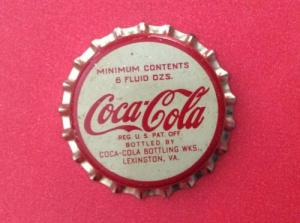 MINIMUM CONTENTS
6 FLUID OZS.
Coca-Cola
REG. U. S. PAT. OFF
BOTTLED BY
COCA-COLA BOTTLING WKS.,
LEXINGTON, VA.